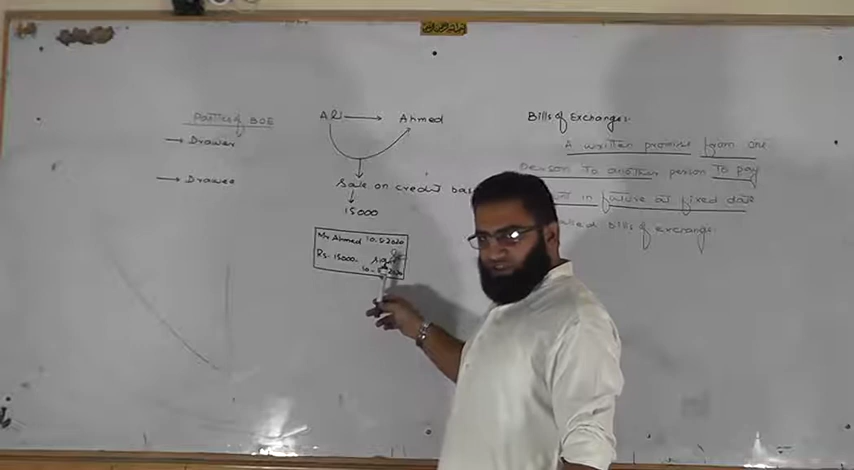 Parties of BOE
→ Drawer
→ Drawee
Ali → Ahmed
Sale on credit bas
15000
Mr Ahmed 10.5.2020
Rs. 15000.
Bills of Exchanges.
A written promise from one
person To another person To pay
in future at fixed date
called Bills of exchange.